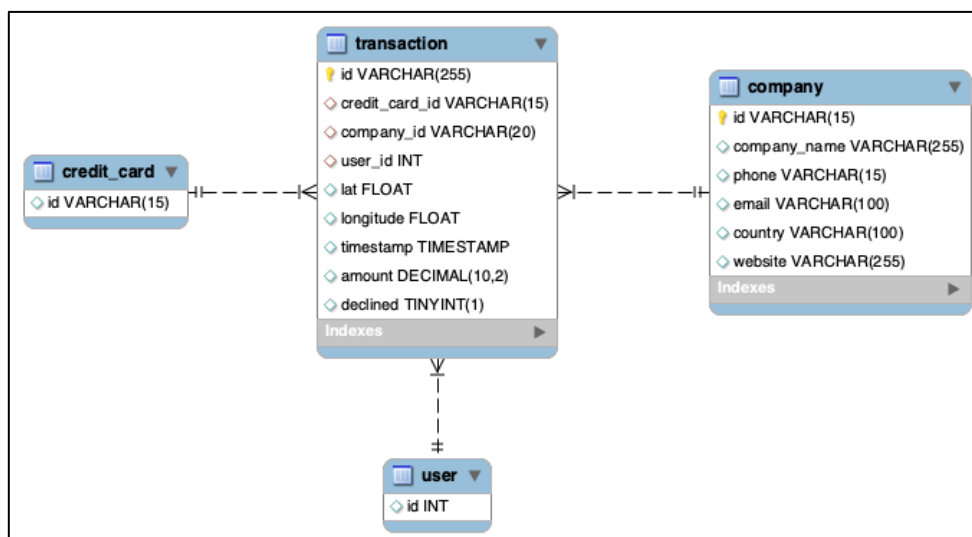 transaction
id VARCHAR(255)
credit_card_id VARCHAR(15)
company_id VARCHAR(20)
user_id INT
lat FLOAT
longitude FLOAT
timestamp TIMESTAMP
amount DECIMAL(10,2)
declined TINYINT(1)
Indexes
company
id VARCHAR(15)
company_name VARCHAR(255)
phone VARCHAR(15)
email VARCHAR(100)
country VARCHAR(100)
website VARCHAR(255)
Indexes
credit_card
id VARCHAR(15)
user
id INT